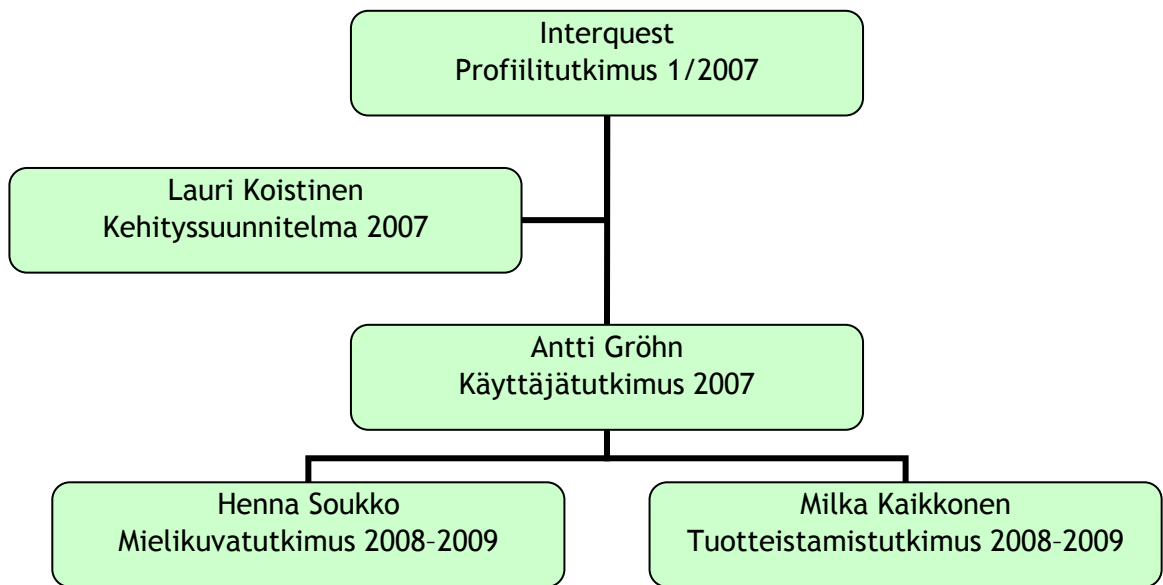 Interquest
Profiilitutkimus 1/2007
Lauri Koistinen
Kehityssuunnitelma 2007
Antti Gröhn
Käyttäjätutkimus 2007
Henna Soukko
Mielikuvatutkimus 2008–2009
Milka Kaikkonen
Tuotteistamistutkimus 2008–2009